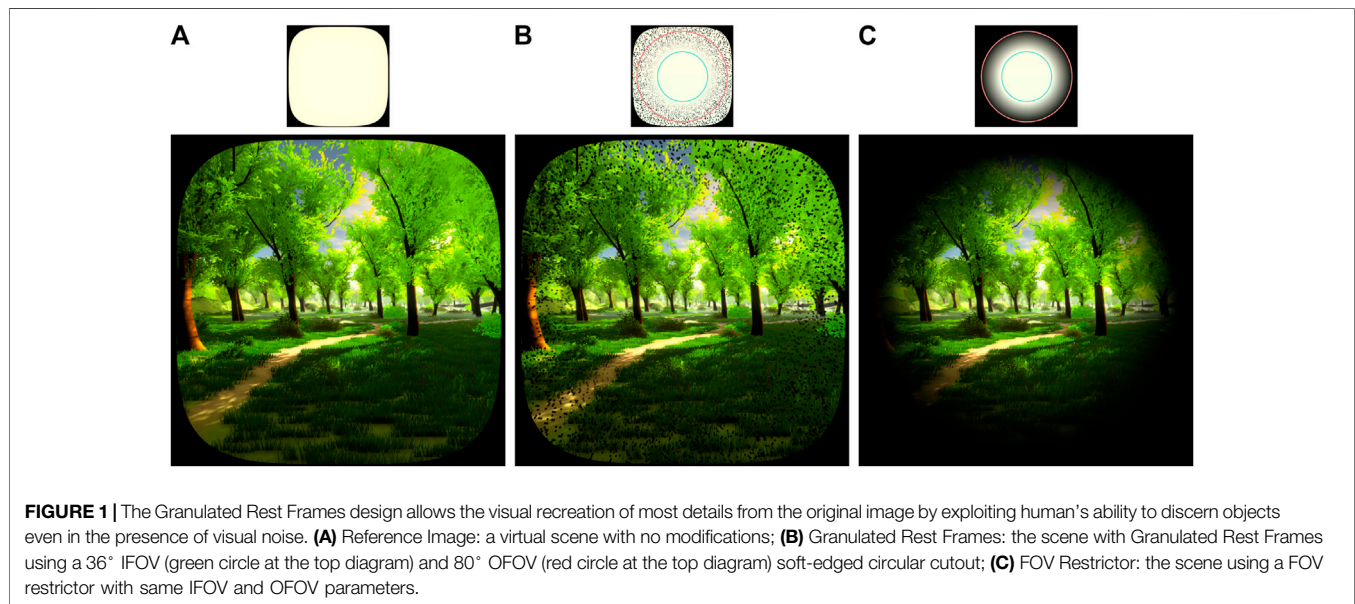 A
B
C
FIGURE 1 | The Granulated Rest Frames design allows the visual recreation of most details from the original image by exploiting human's ability to discern objects
even in the presence of visual noise. (A) Reference Image: a virtual scene with no modifications; (B) Granulated Rest Frames: the scene with Granulated Rest Frames
using a 36° IFOV (green circle at the top diagram) and 80° OFOV (red circle at the top diagram) soft-edged circular cutout; (C) FOV Restrictor: the scene using a FOV
restrictor with same IFOV and OFOV parameters.